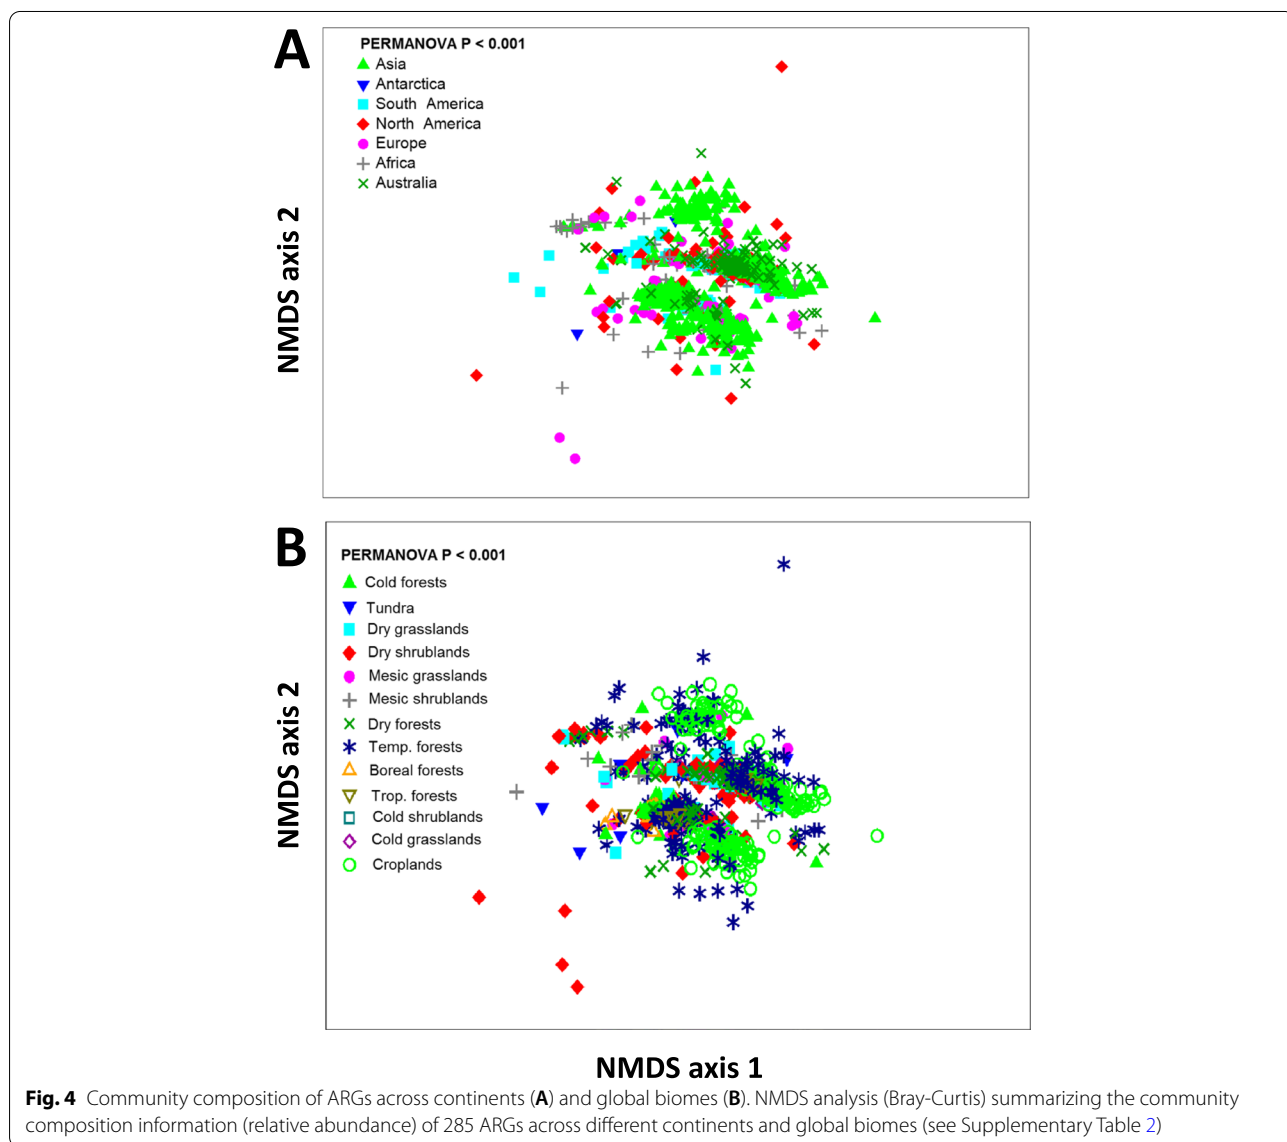 A
PERMANOVA P < 0.001
Asia
Antarctica
South America
North America
Europe
Africa
Australia
NMDS axis 2
B
PERMANOVA P < 0.001
Cold forests
Tundra
Dry grasslands
Dry shrublands
Mesic grasslands
Mesic shrublands
Dry forests
Temp. forests
Boreal forests
Trop. forests
Cold shrublands
Cold grasslands
Croplands
NMDS axis 2
NMDS axis 1
Fig. 4 Community composition of ARGs across continents (A) and global biomes (B). NMDS analysis (Bray-Curtis) summarizing the community
composition information (relative abundance) of 285 ARGs across different continents and global biomes (see Supplementary Table 2)